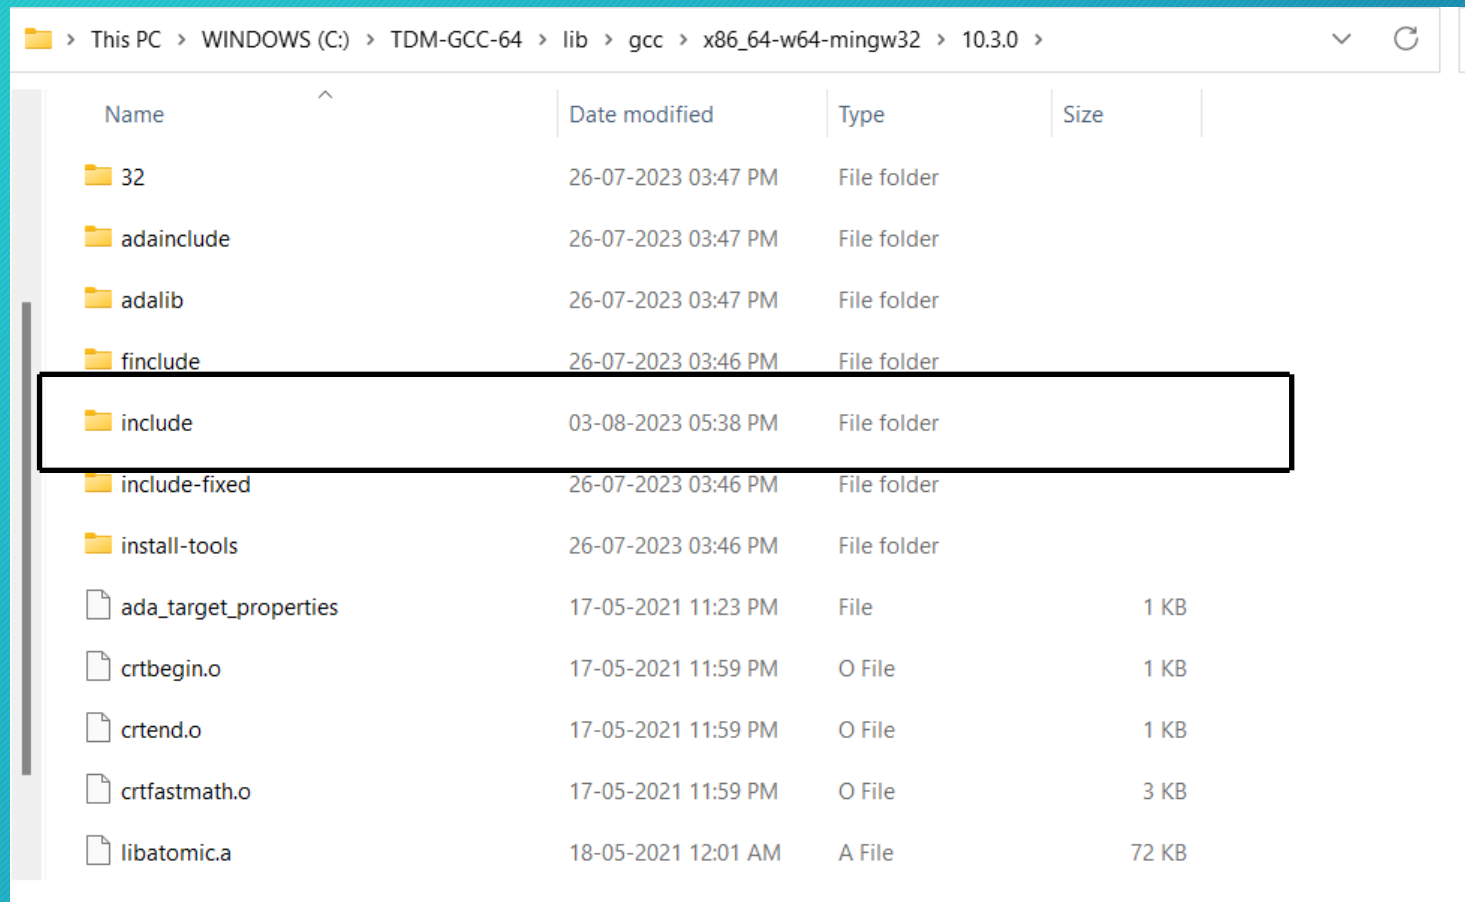 This PC > WINDOWS (C:) > TDM-GCC-64 > lib > gcc > x86_64-w64-mingw32 > 10.3.0 >
Name Date modified Type Size
32 26-07-2023 03:47 PM File folder
adainclude 26-07-2023 03:47 PM File folder
adalib 26-07-2023 03:47 PM File folder
finclude 26-07-2023 03:46 PM File folder
include 03-08-2023 05:38 PM File folder
include-fixed 26-07-2023 03:46 PM File folder
install-tools 26-07-2023 03:46 PM File folder
ada_target_properties 17-05-2021 11:23 PM File 1 KB
crtbegin.o 17-05-2021 11:59 PM O File 1 KB
crtend.o 17-05-2021 11:59 PM O File 1 KB
crtfastmath.o 17-05-2021 11:59 PM O File 3 KB
libatomic.a 18-05-2021 12:01 AM A File 72 KB